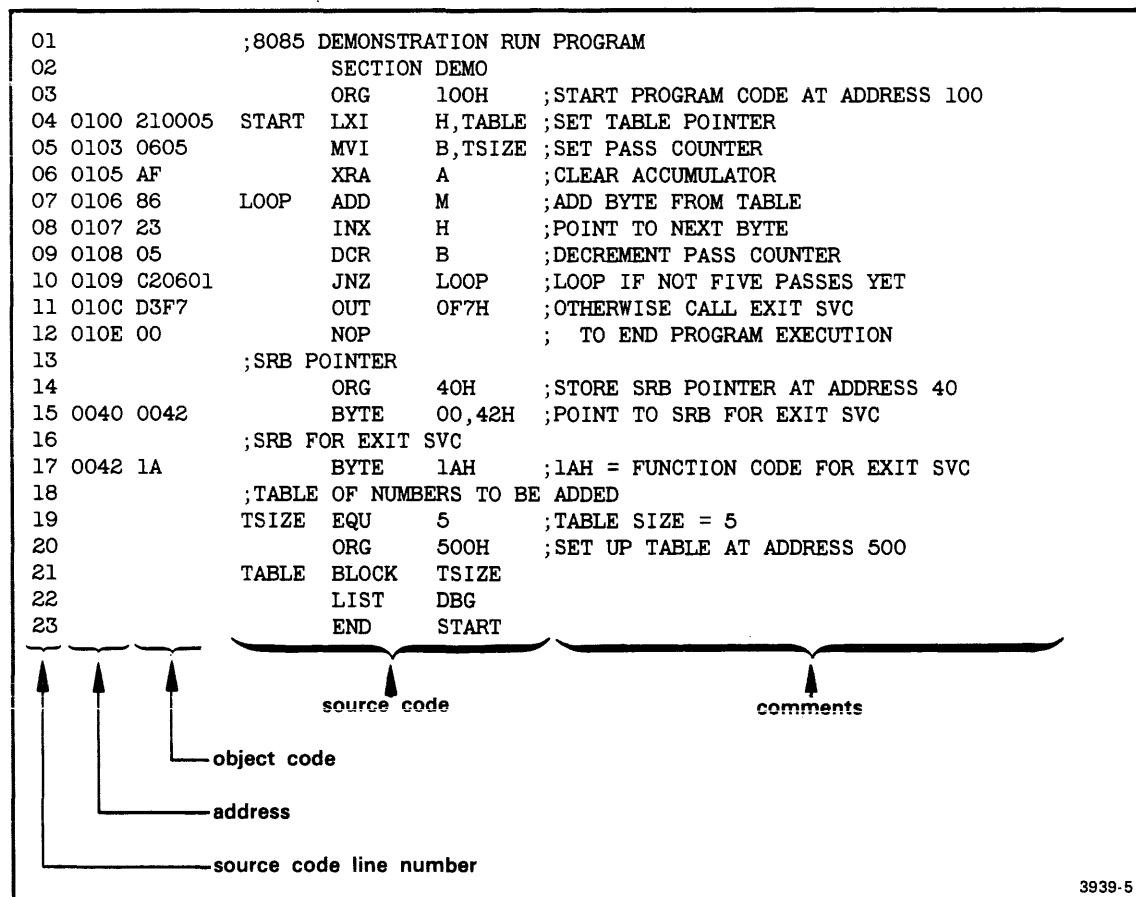 01 ;8085 DEMONSTRATION RUN PROGRAM
02 SECTION DEMO
03 ORG 100H ;START PROGRAM CODE AT ADDRESS 100
04 0100 210005 START LXI H,TABLE ;SET TABLE POINTER
05 0103 0605 MVI B,TSIZE ;SET PASS COUNTER
06 0105 AF XRA A ;CLEAR ACCUMULATOR
07 0106 86 LOOP ADD M ;ADD BYTE FROM TABLE
08 0107 23 INX H ;POINT TO NEXT BYTE
09 0108 05 DCR B ;DECREMENT PASS COUNTER
10 0109 C20601 JNZ LOOP ;LOOP IF NOT FIVE PASSES YET
11 010C D3F7 OUT 0F7H ;OTHERWISE CALL EXIT SVC
12 010E 00 NOP ; TO END PROGRAM EXECUTION
13 ;SRB POINTER
14 ORG 40H ;STORE SRB POINTER AT ADDRESS 40
15 0040 0042 BYTE 00,42H ;POINT TO SRB FOR EXIT SVC
16 ;SRB FOR EXIT SVC
17 0042 1A BYTE 1AH ;1AH = FUNCTION CODE FOR EXIT SVC
18 ;TABLE OF NUMBERS TO BE ADDED
19 TSIZE EQU 5 ;TABLE SIZE = 5
20 ORG 500H ;SET UP TABLE AT ADDRESS 500
21 TABLE BLOCK TSIZE
22 LIST DBG
23 END START
source code comments
object code
address
source code line number
3939-5